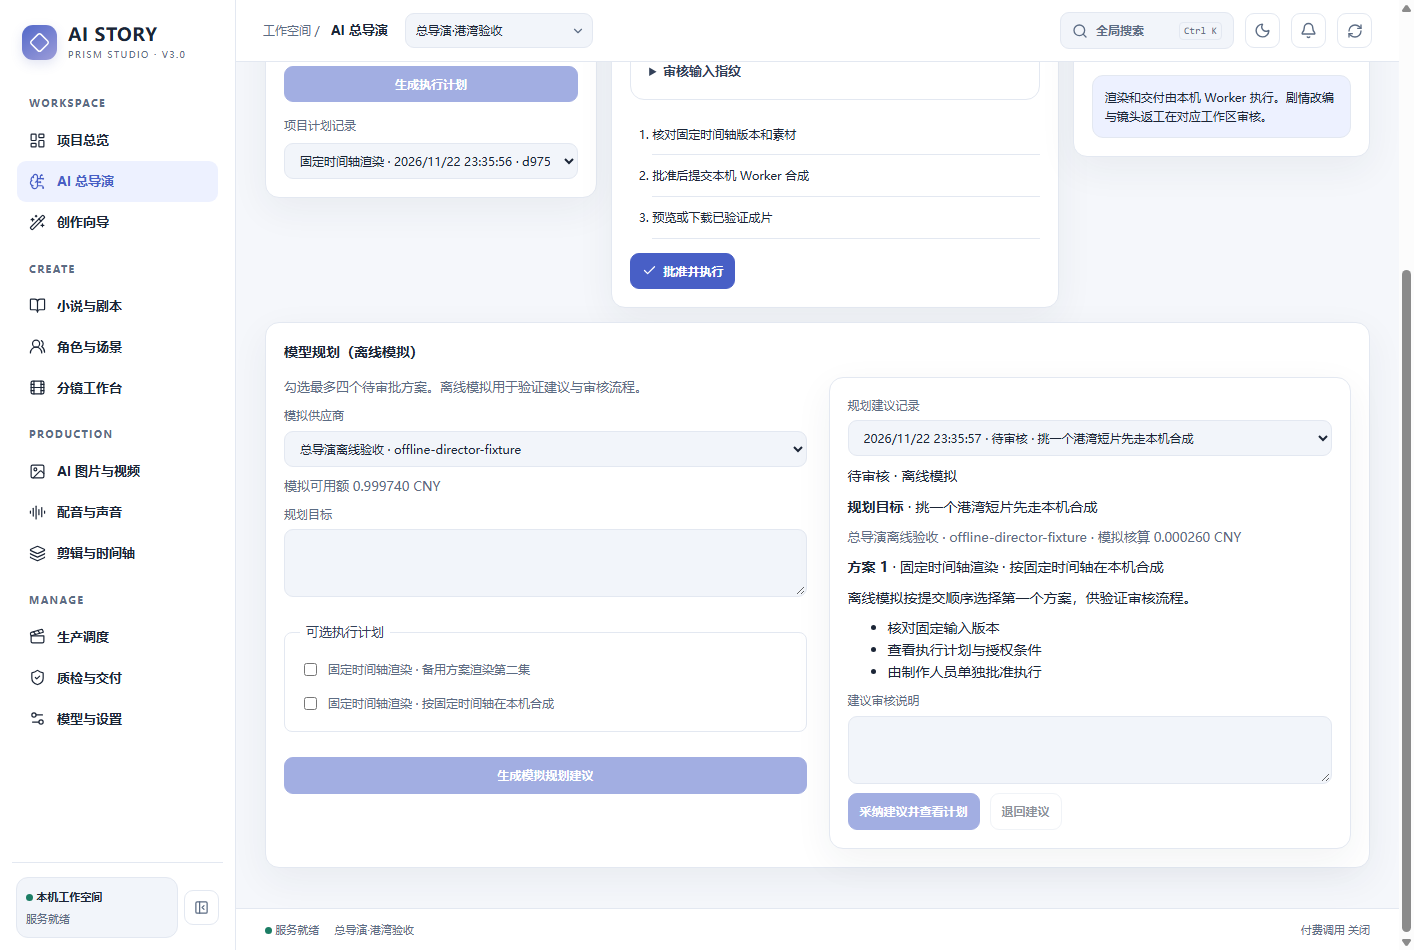 AI STORY
PRISM STUDIO · V3.0
WORKSPACE
项目总览
AI 总导演
创作向导
CREATE
小说与剧本
角色与场景
分镜工作台
PRODUCTION
AI 图片与视频
配音与声音
剪辑与时间轴
MANAGE
生产调度
质检与交付
模型与设置
本机工作空间
服务就绪
工作空间 / AI 总导演
总导演·港湾验收
全局搜索 Ctrl K
生成执行计划
项目计划记录
固定时间轴渲染 · 2026/11/22 23:35:56 · d975
审核输入指纹
1. 核对固定时间轴版本和素材
2. 批准后提交本机 Worker 合成
3. 预览或下载已验证成片
批准并执行
渲染和交付由本机 Worker 执行。剧情改编
与镜头返工在对应工作区审核。
模型规划（离线模拟）
勾选最多四个待审批方案。离线模拟用于验证建议与审核流程。
模拟供应商
总导演离线验收 · offline-director-fixture
模拟可用额 0.999740 CNY
规划目标
可选执行计划
固定时间轴渲染 · 备用方案渲染第二集
固定时间轴渲染 · 按固定时间轴在本机合成
生成模拟规划建议
规划建议记录
2026/11/22 23:35:57 · 待审核 · 挑一个港湾短片先走本机合成
待审核 · 离线模拟
规划目标 · 挑一个港湾短片先走本机合成
总导演离线验收 · offline-director-fixture · 模拟核算 0.000260 CNY
方案 1 · 固定时间轴渲染 · 按固定时间轴在本机合成
离线模拟按提交顺序选择第一个方案，供验证审核流程。
核对固定输入版本
查看执行计划与授权条件
由制作人员单独批准执行
建议审核说明
采纳建议并查看计划
退回建议
服务就绪 总导演·港湾验收
付费调用 关闭